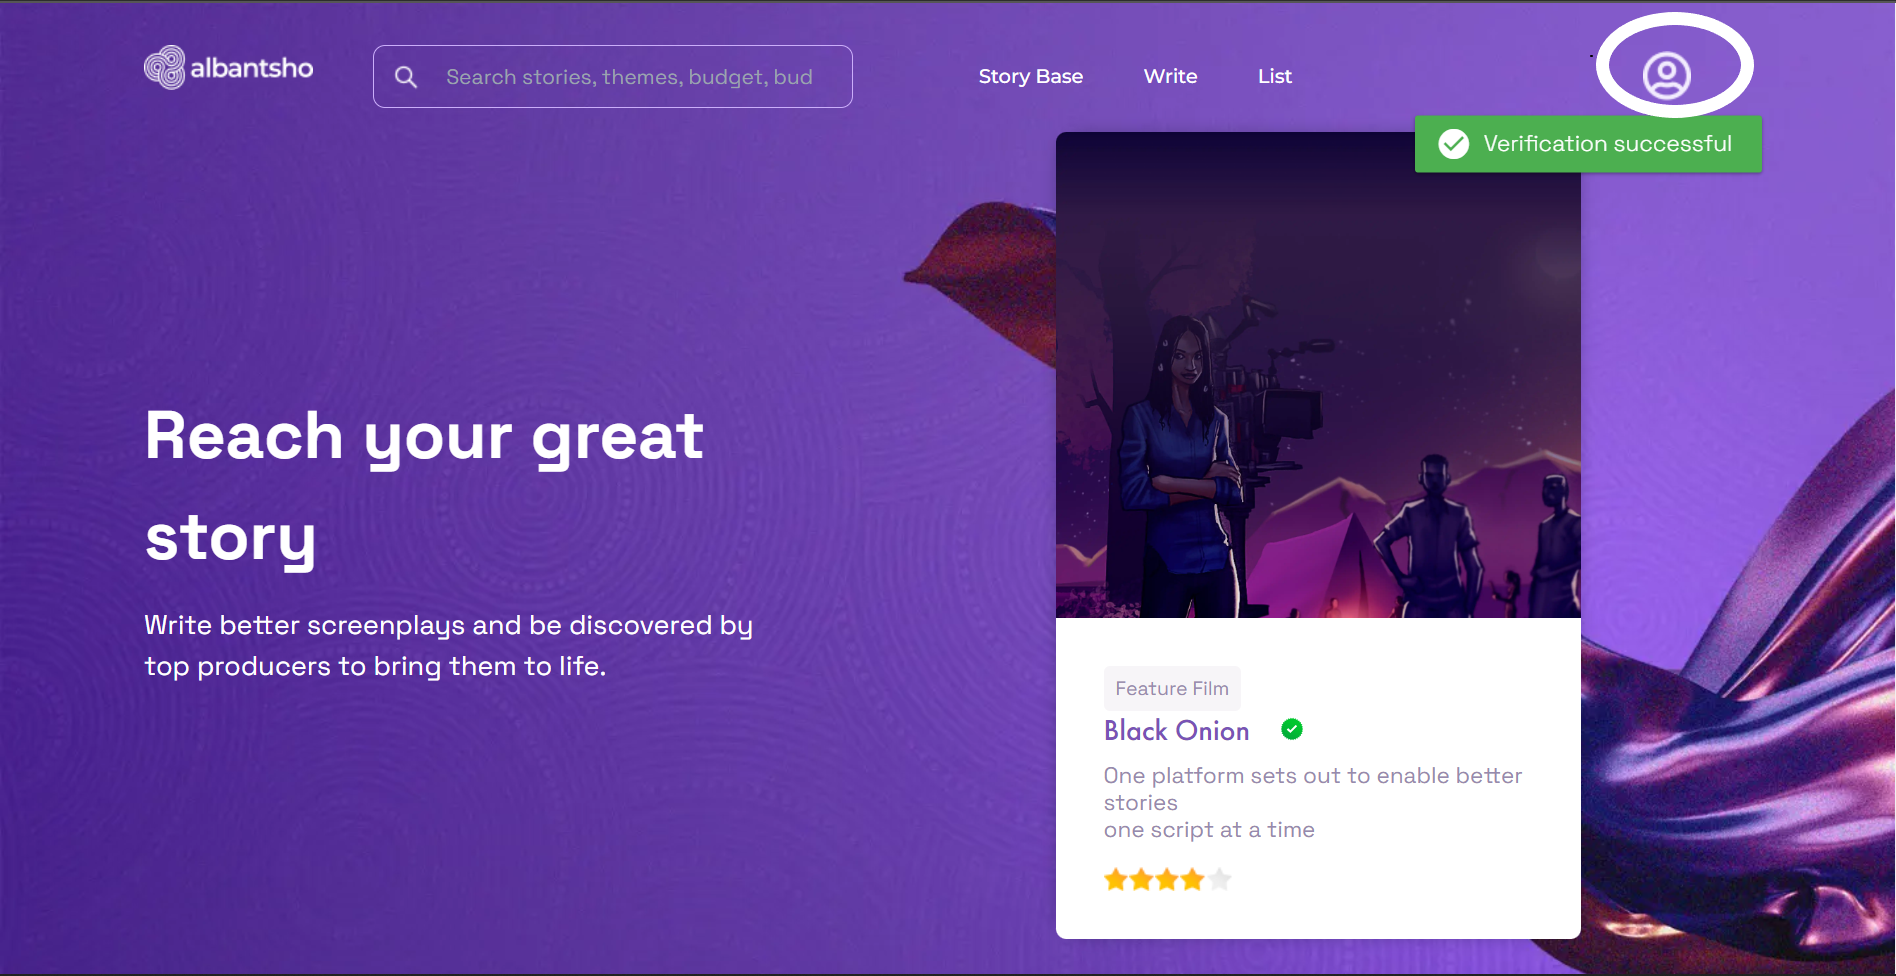 albantsho
Search stories, themes, budget, bud
Story Base
Write
List
Verification successful
Reach your great
story
Write better screenplays and be discovered by
top producers to bring them to life.
Feature Film
Black Onion
One platform sets out to enable better
stories
one script at a time